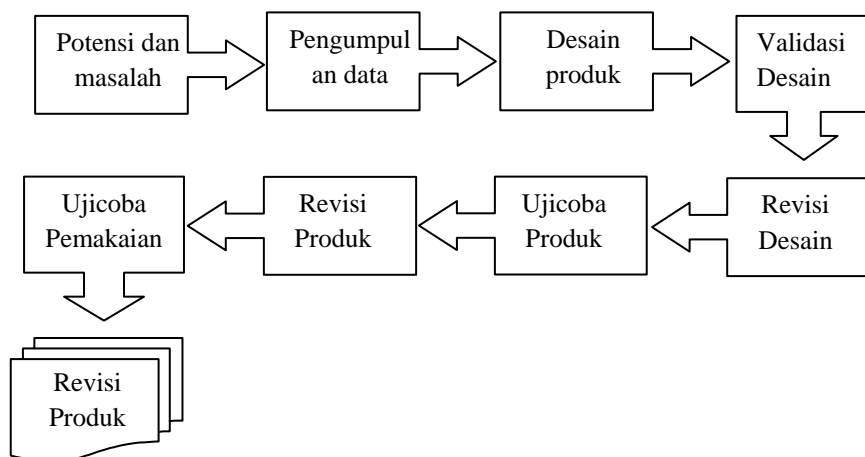 Potensi dan
masalah
Pengumpul
an data
Desain
produk
Validasi
Desain
Revisi
Desain
Ujicoba
Produk
Revisi
Produk
Ujicoba
Pemakaian
Revisi
Produk